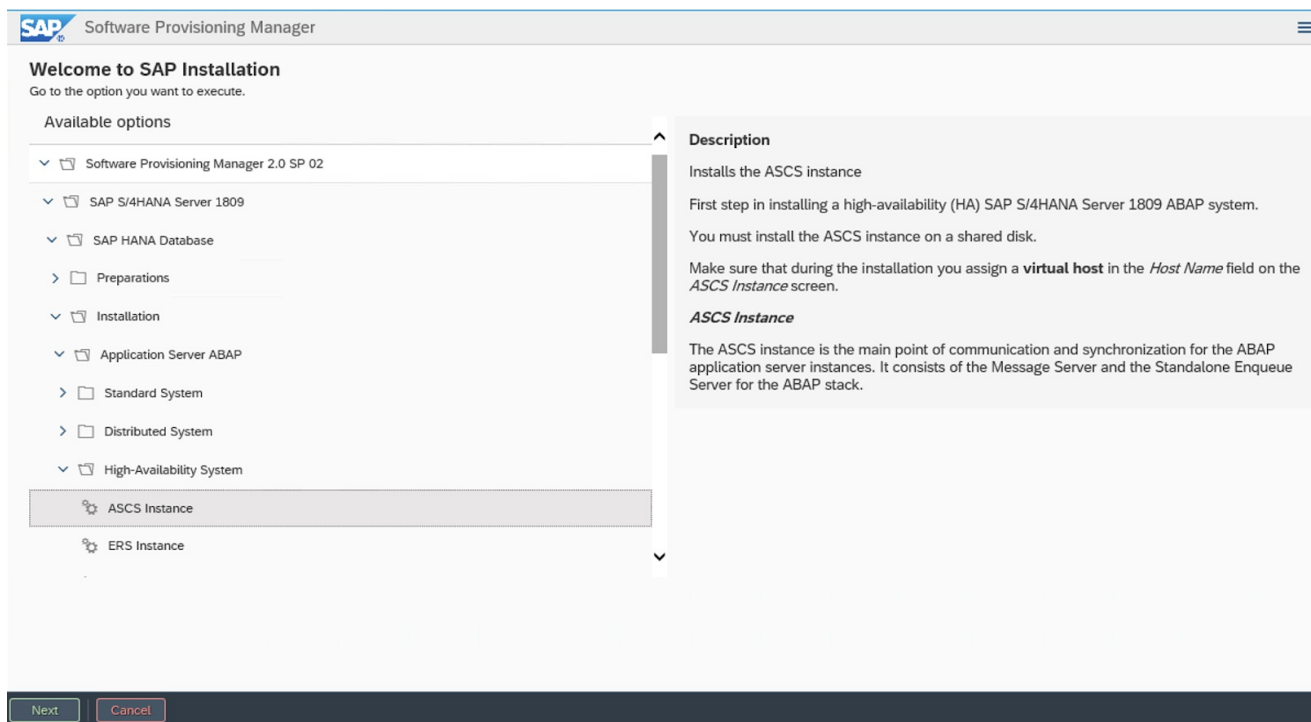 SAP Software Provisioning Manager
Welcome to SAP Installation
Go to the option you want to execute.
Available options
Software Provisioning Manager 2.0 SP 02
SAP S/4HANA Server 1809
SAP HANA Database
Preparations
Installation
Application Server ABAP
Standard System
Distributed System
High-Availability System
ASCS Instance
ERS Instance
Description
Installs the ASCS instance
First step in installing a high-availability (HA) SAP S/4HANA Server 1809 ABAP system.
You must install the ASCS instance on a shared disk.
Make sure that during the installation you assign a virtual host in the Host Name field on the
ASCS Instance screen.
ASCS Instance
The ASCS instance is the main point of communication and synchronization for the ABAP
application server instances. It consists of the Message Server and the Standalone Enqueue
Server for the ABAP stack.
Next
Cancel